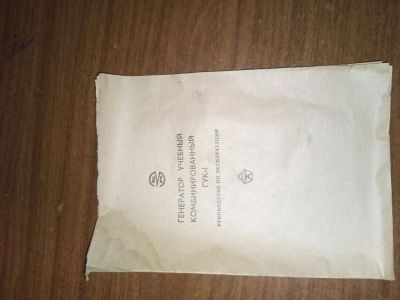 ГЕНЕРАТОР УЧЕБНЫЙ
КОМБИНИРОВАННЫЙ
ГУК-1
РУКОВОДСТВО ПО ЭКСПЛУАТАЦИИ